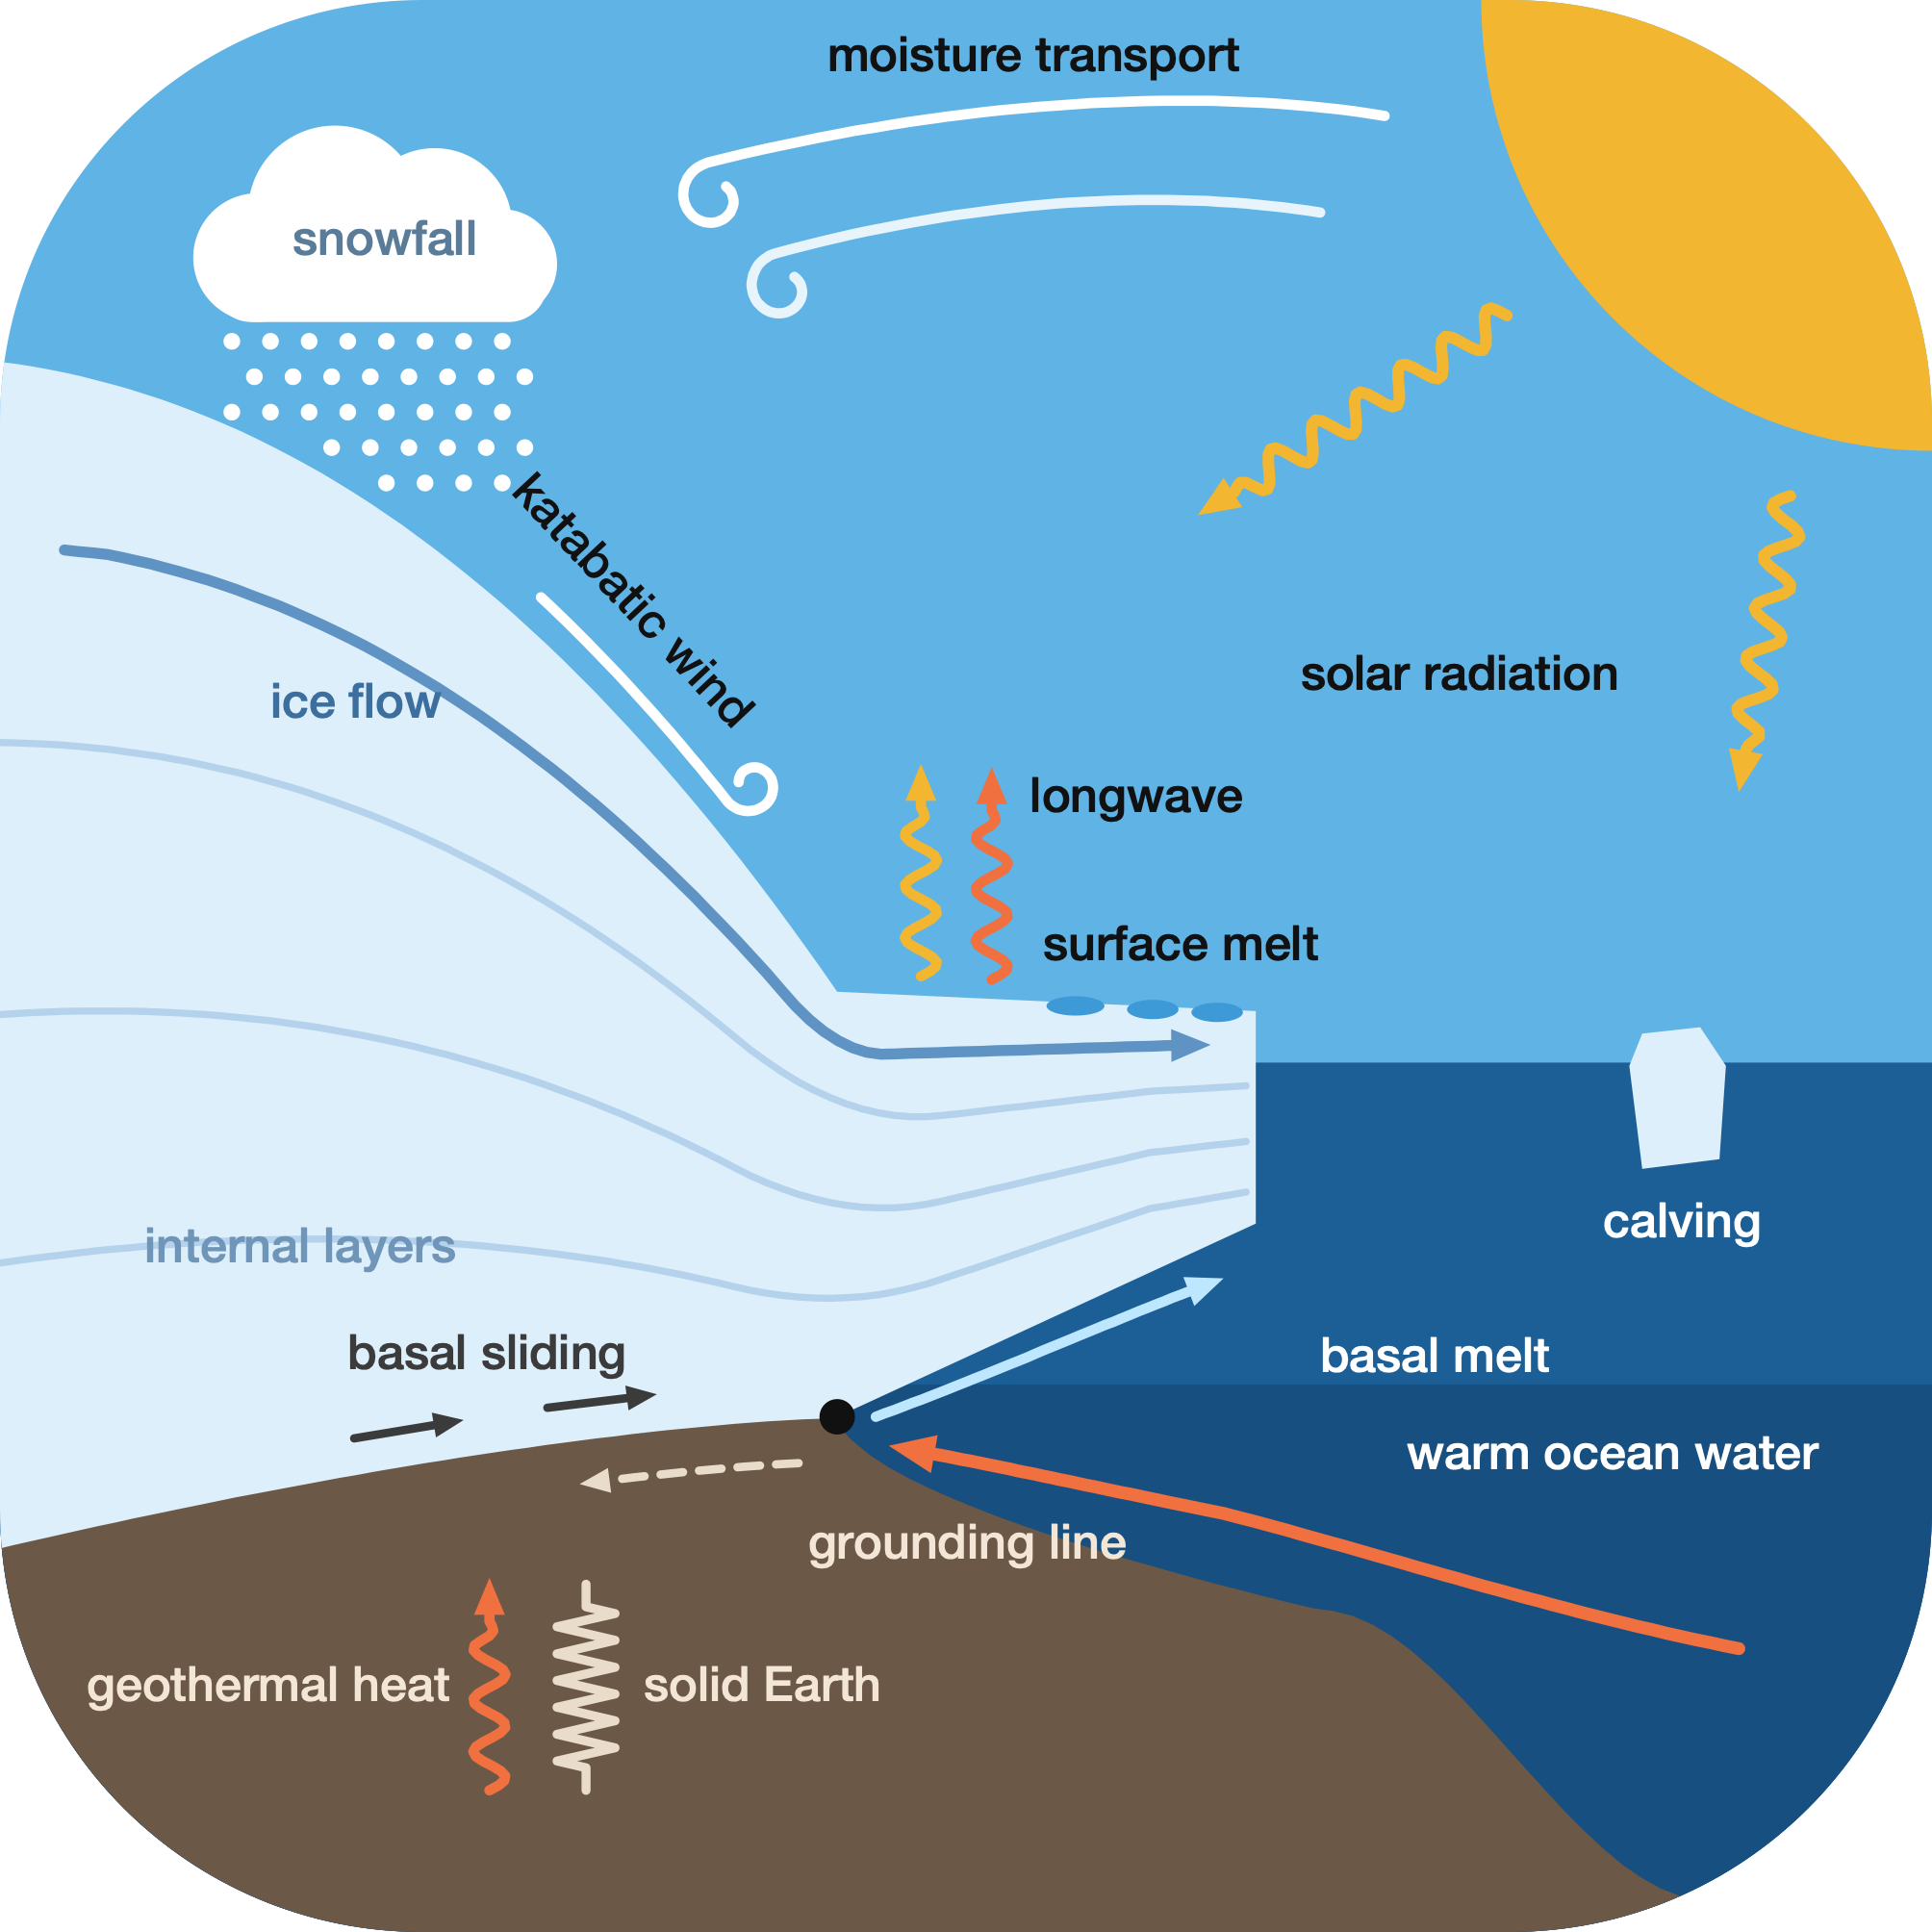 moisture transport
snowfall
katabatic wind
solar radiation
ice flow
longwave
surface melt
calving
internal layers
basal sliding
basal melt
warm ocean water
grounding line
geothermal heat
solid Earth